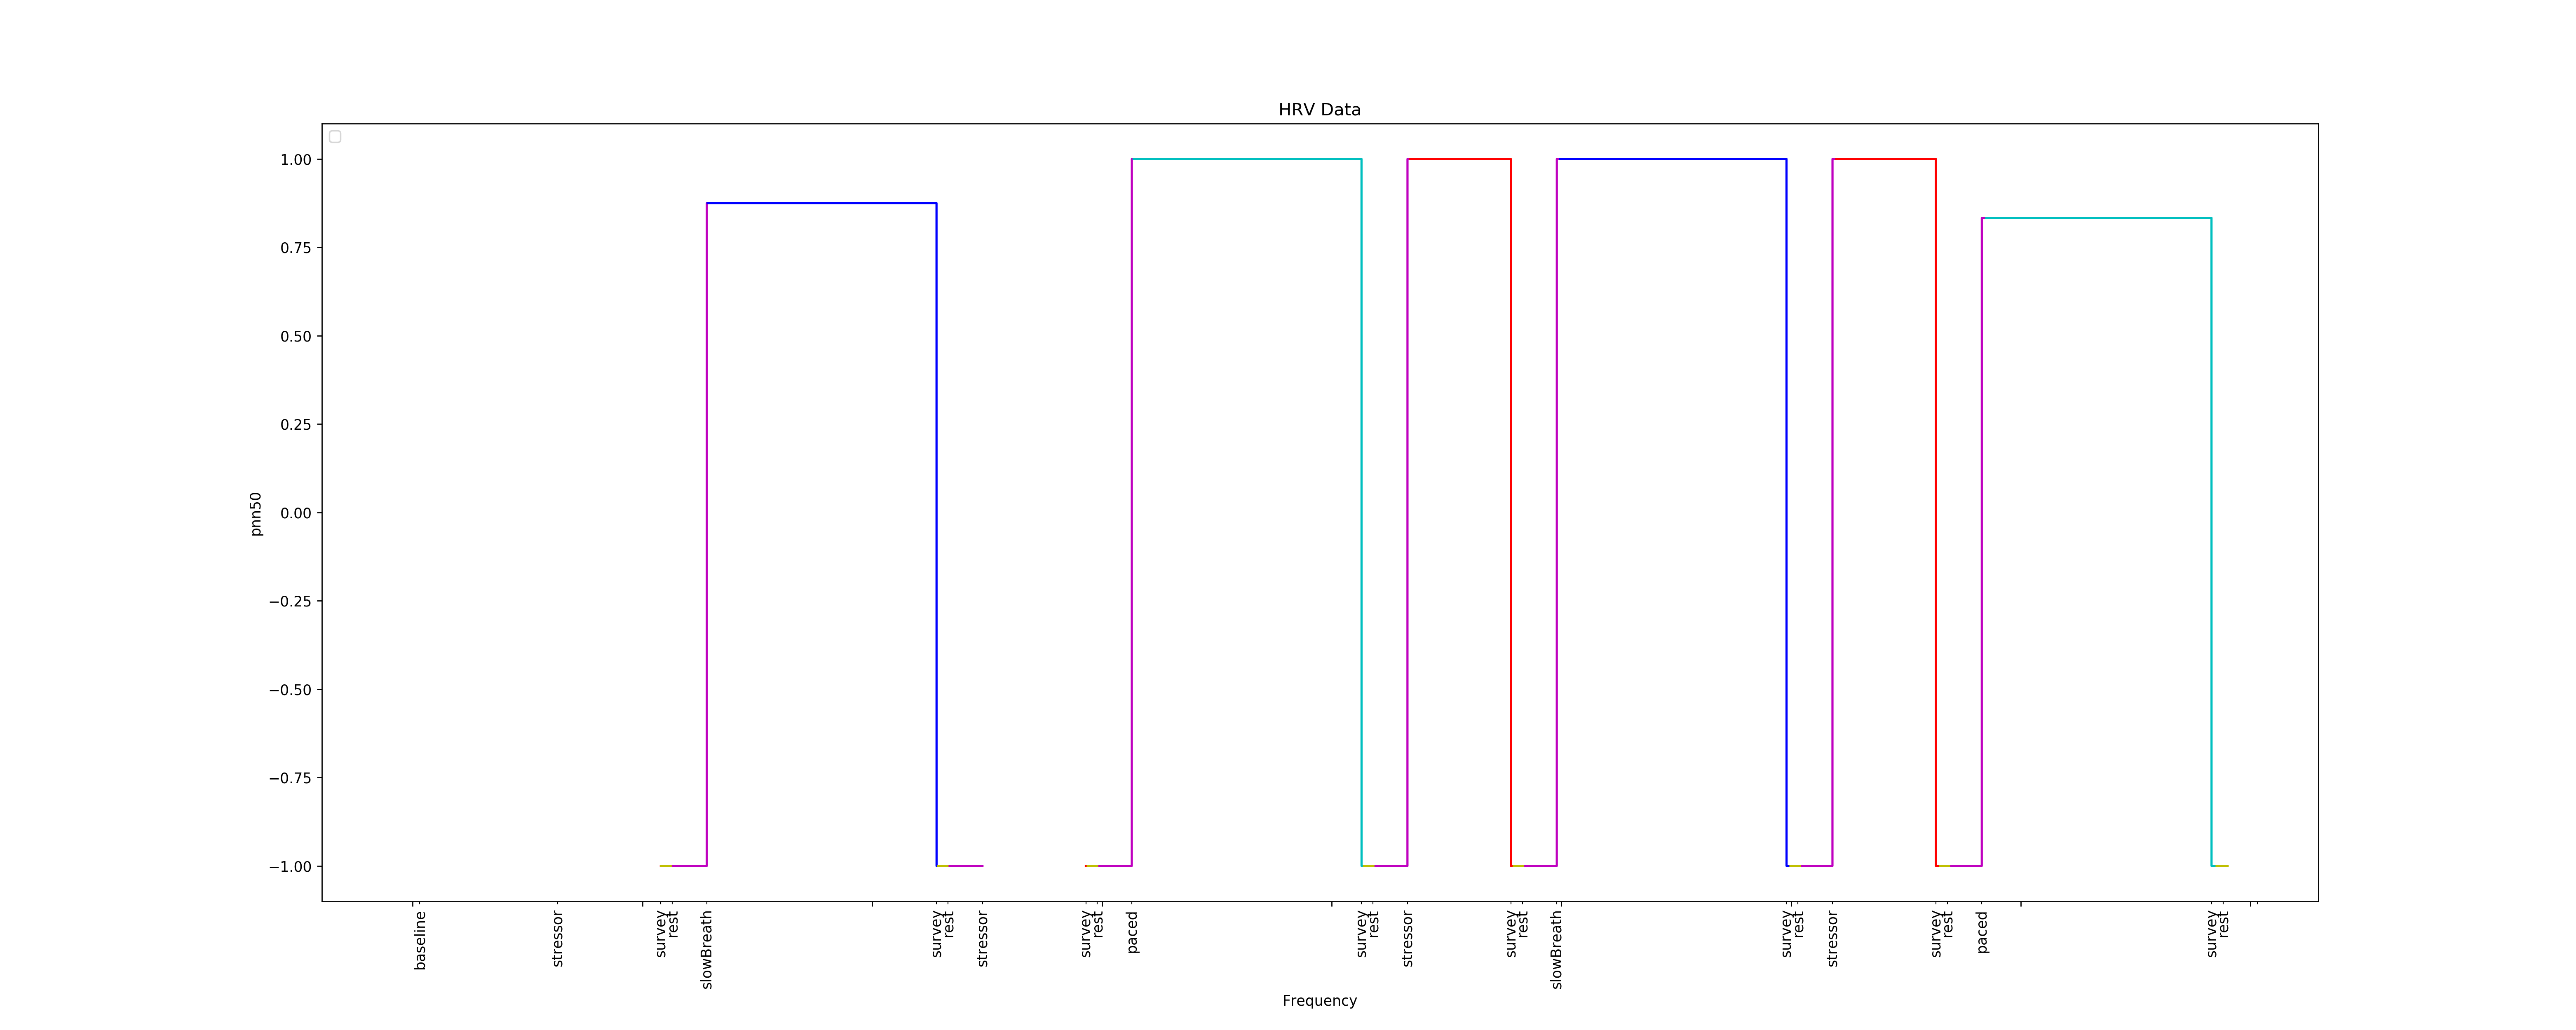 HRV Data
1.00
0.75
0.50
0.25
0.00
−0.25
−0.50
−0.75
−1.00
pnn50
baseline
stressor
survey
rest
slowBreath
survey
rest
stressor
survey
rest
paced
survey
rest
stressor
survey
rest
slowBreath
survey
rest
stressor
survey
rest
paced
survey
rest
Frequency